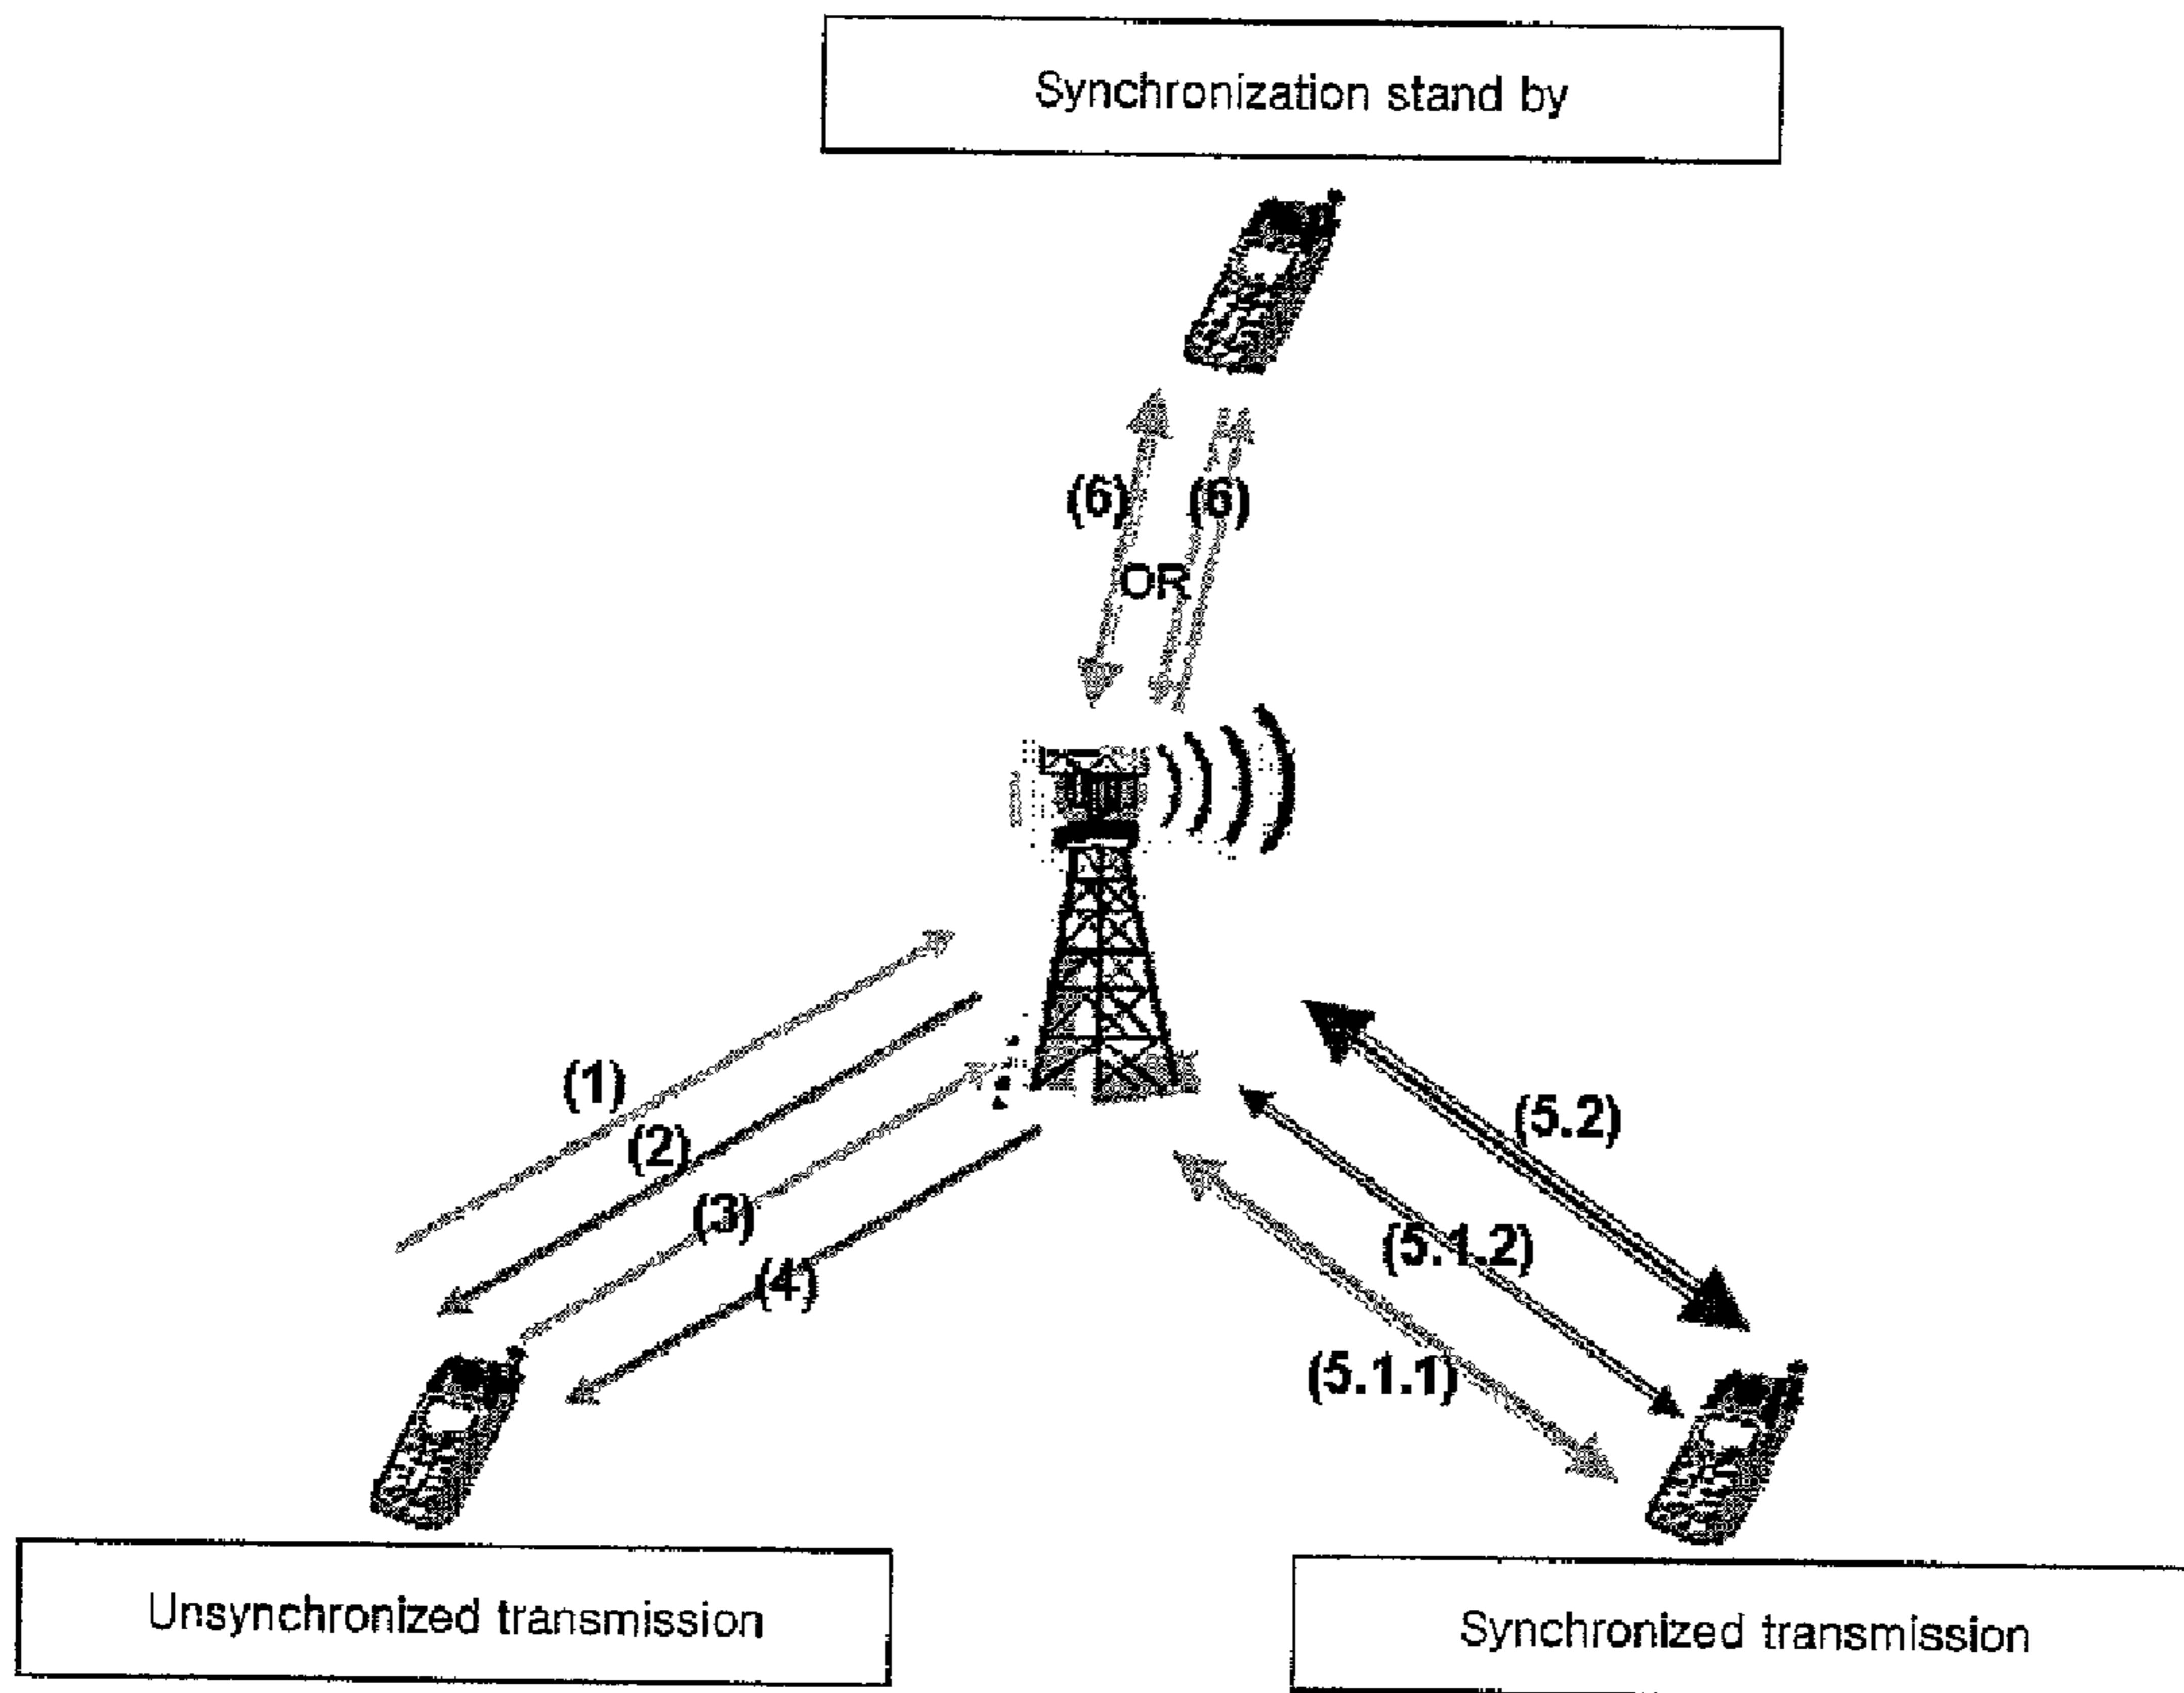 Synchronization stand by
(6) (6)
OR
(1)
(2)
(3)
(4)
(5.2)
(5.1.2)
(5.1.1)
Unsynchronized transmission
Synchronized transmission